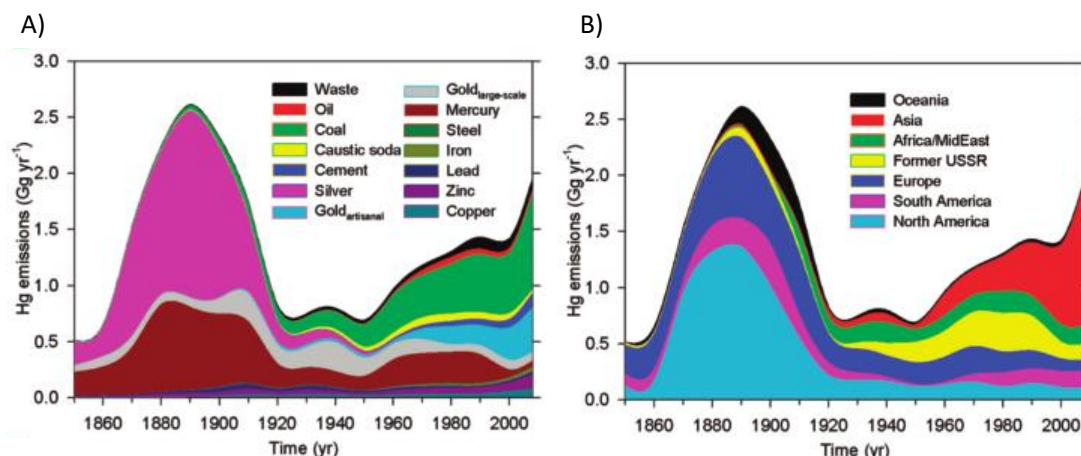 A)
B)
3.0
2.5
2.0
1.5
1.0
0.5
0.0
Hg emissions (Gg yr⁻¹)
Waste
Oil
Coal
Caustic soda
Cement
Silver
Gold artisanal
Gold large-scale
Mercury
Steel
Iron
Lead
Zinc
Copper
1860 1880 1900 1920 1940 1960 1980 2000
Time (yr)
3.0
2.5
2.0
1.5
1.0
0.5
0.0
Hg emissions (Gg yr⁻¹)
Oceania
Asia
Africa/MidEast
Former USSR
Europe
South America
North America
1860 1880 1900 1920 1940 1960 1980 2000
Time (yr)